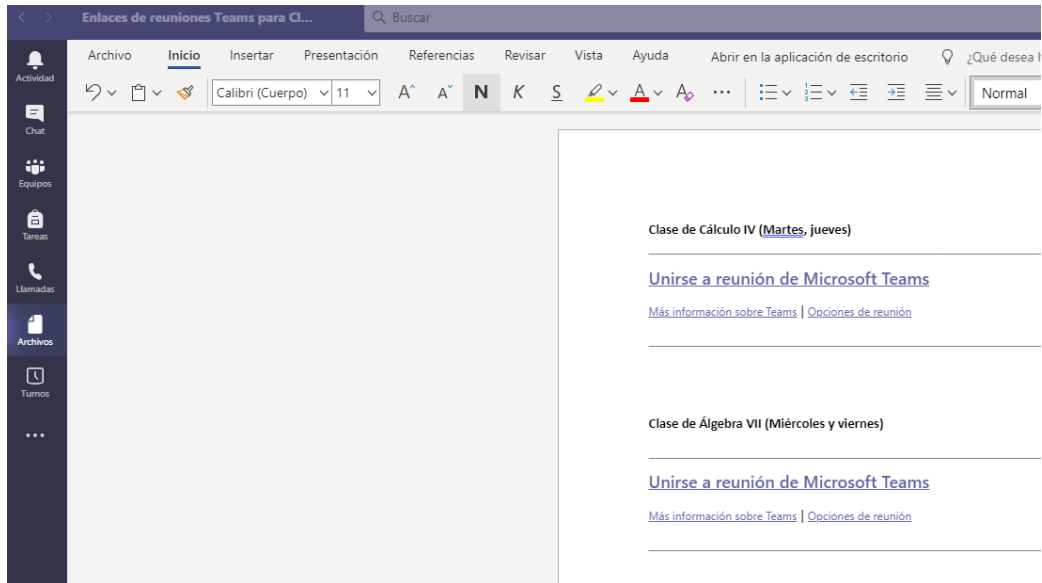 Enlaces de reuniones Teams para Cl...
Buscar
Actividad
Chat
Equipos
Tareas
Llamadas
Archivos
Turnos
Archivo Inicio Insertar Presentación Referencias Revisar Vista Ayuda Abrir en la aplicación de escritorio ¿Qué desea h
Calibri (Cuerpo) 11 A A N K S A A Normal
Clase de Cálculo IV (Martes, jueves)
Unirse a reunión de Microsoft Teams
Más información sobre Teams | Opciones de reunión
Clase de Álgebra VII (Miércoles y viernes)
Unirse a reunión de Microsoft Teams
Más información sobre Teams | Opciones de reunión